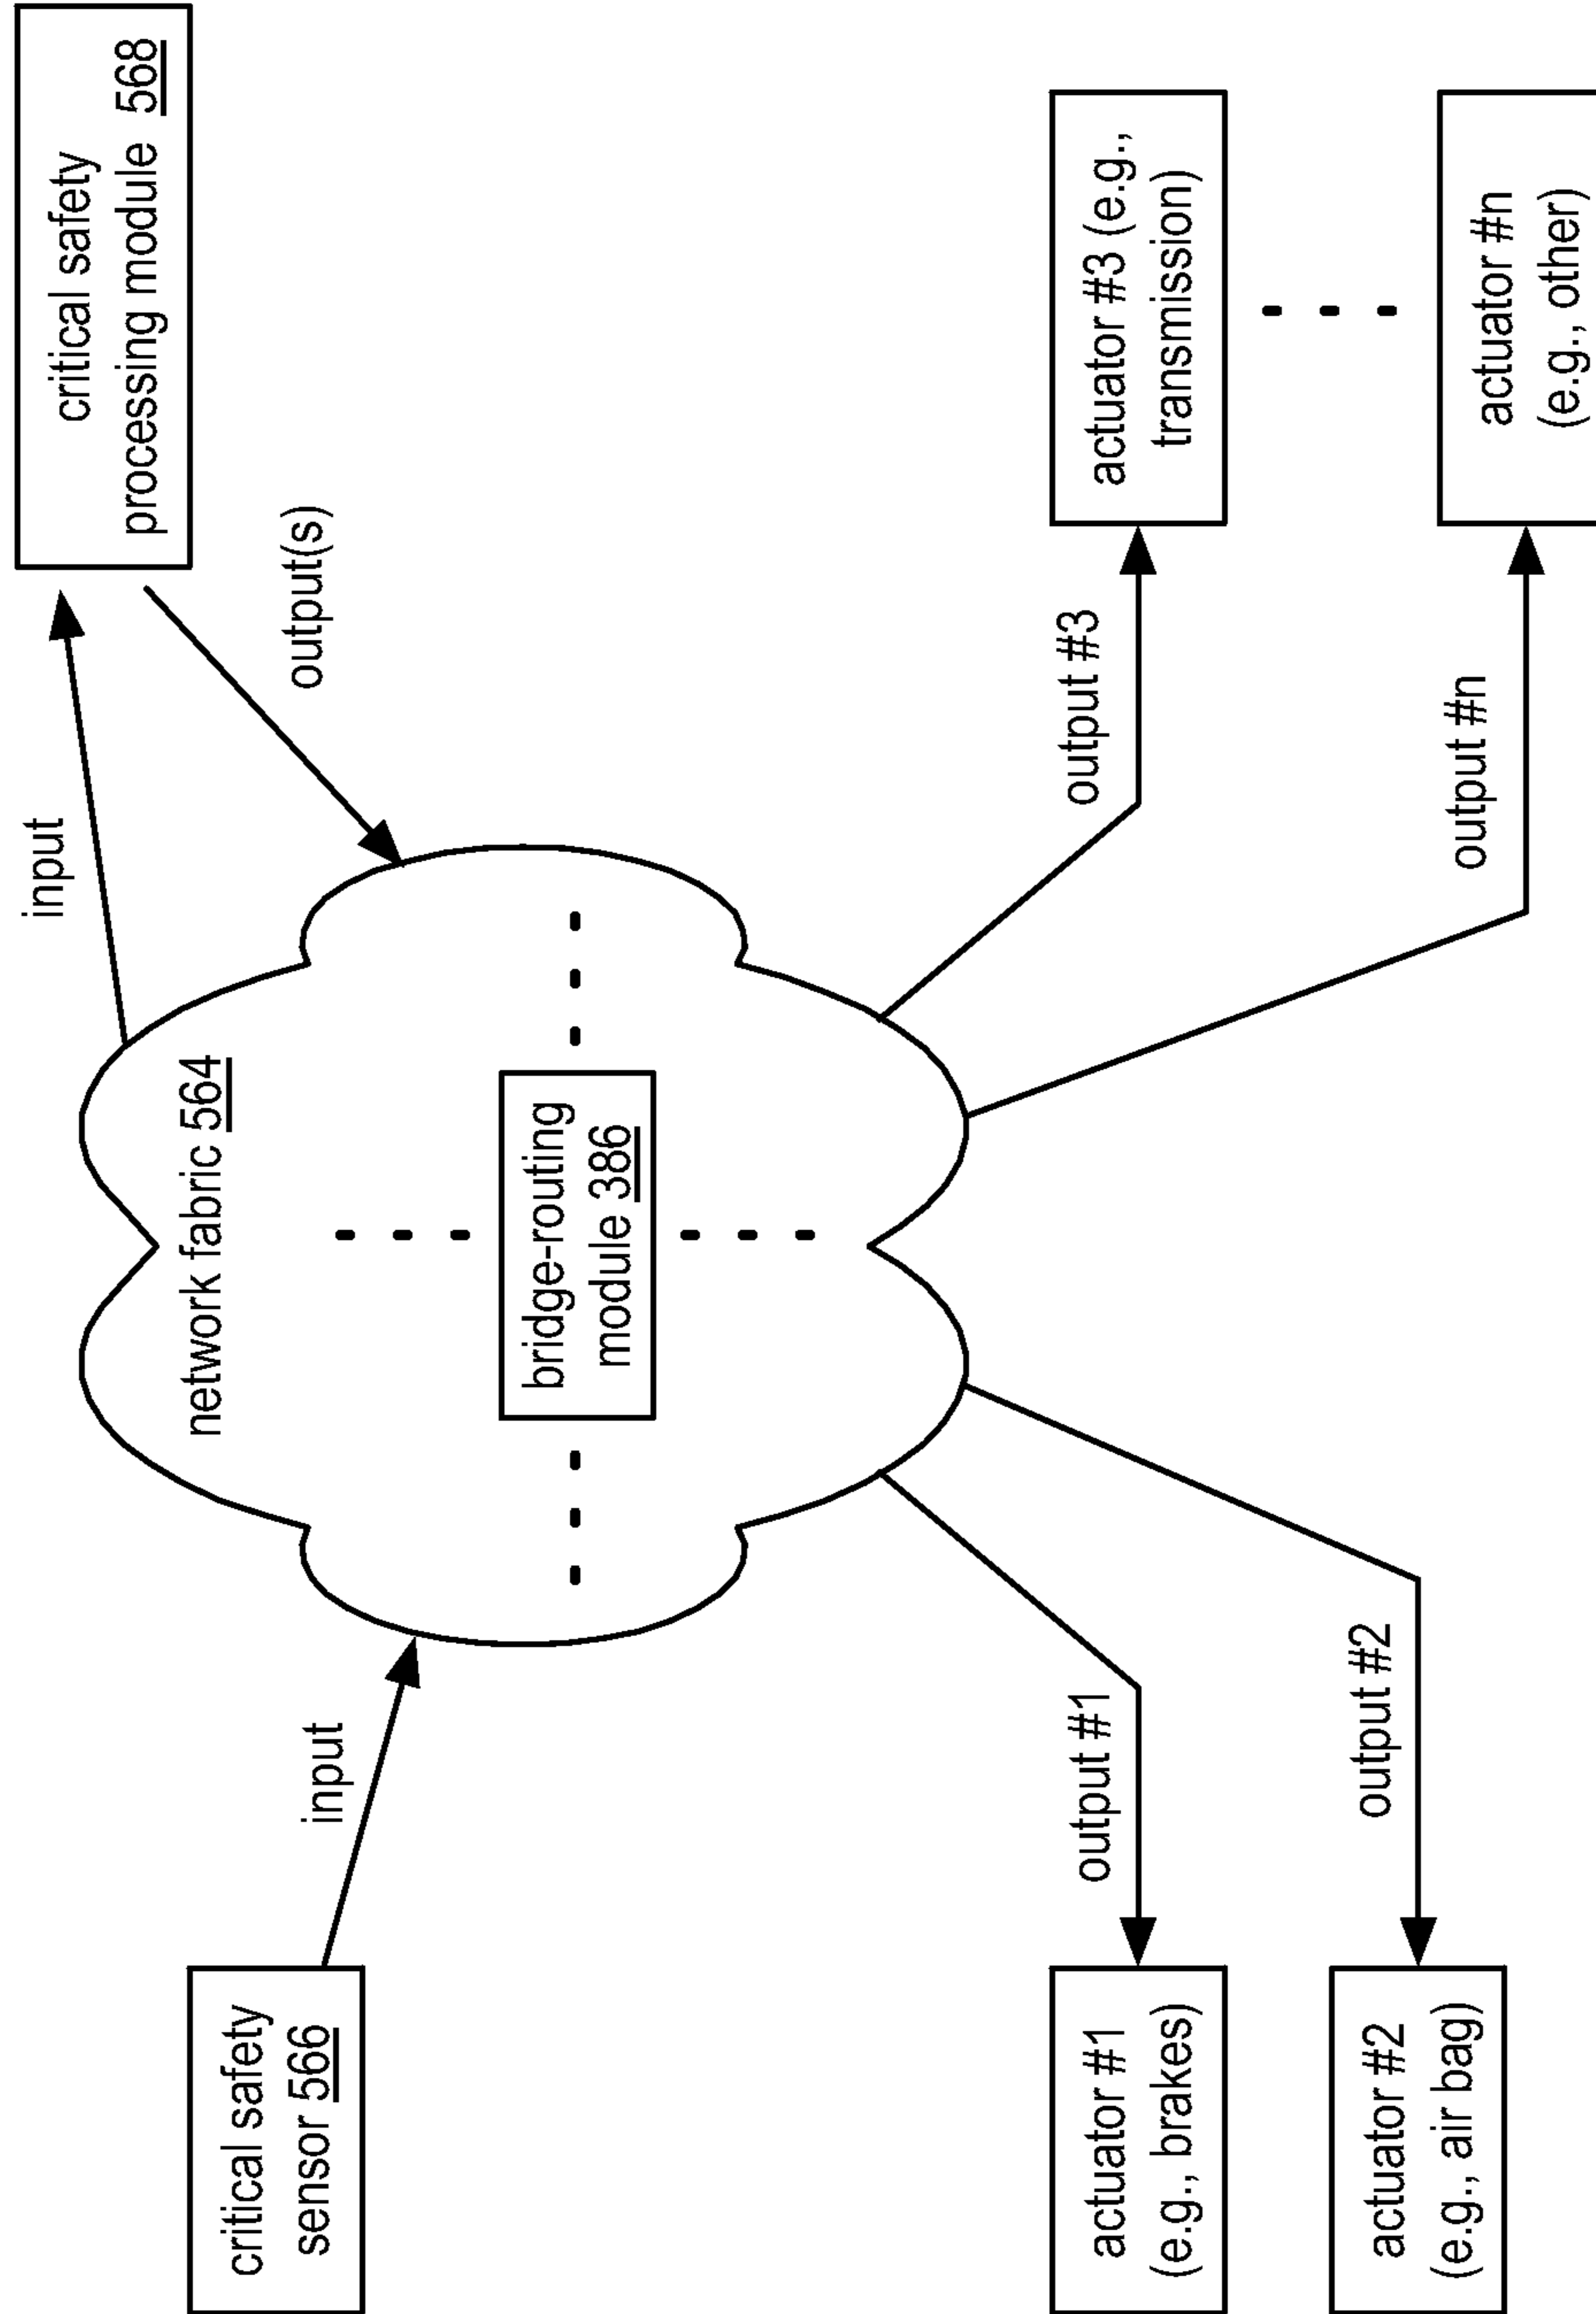 critical safety
sensor 566
input
network fabric 564
bridge-routing
module 386
input
critical safety
processing module 568
output(s)
output #1
actuator #1
(e.g., brakes)
output #2
actuator #2
(e.g., air bag)
output #3
actuator #3 (e.g.,
transmission)
output #n
actuator #n
(e.g., other)